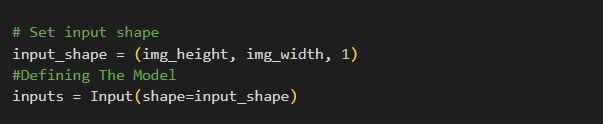 # Set input shape
input_shape = (img_height, img_width, 1)
#Defining The Model
inputs = Input(shape=input_shape)